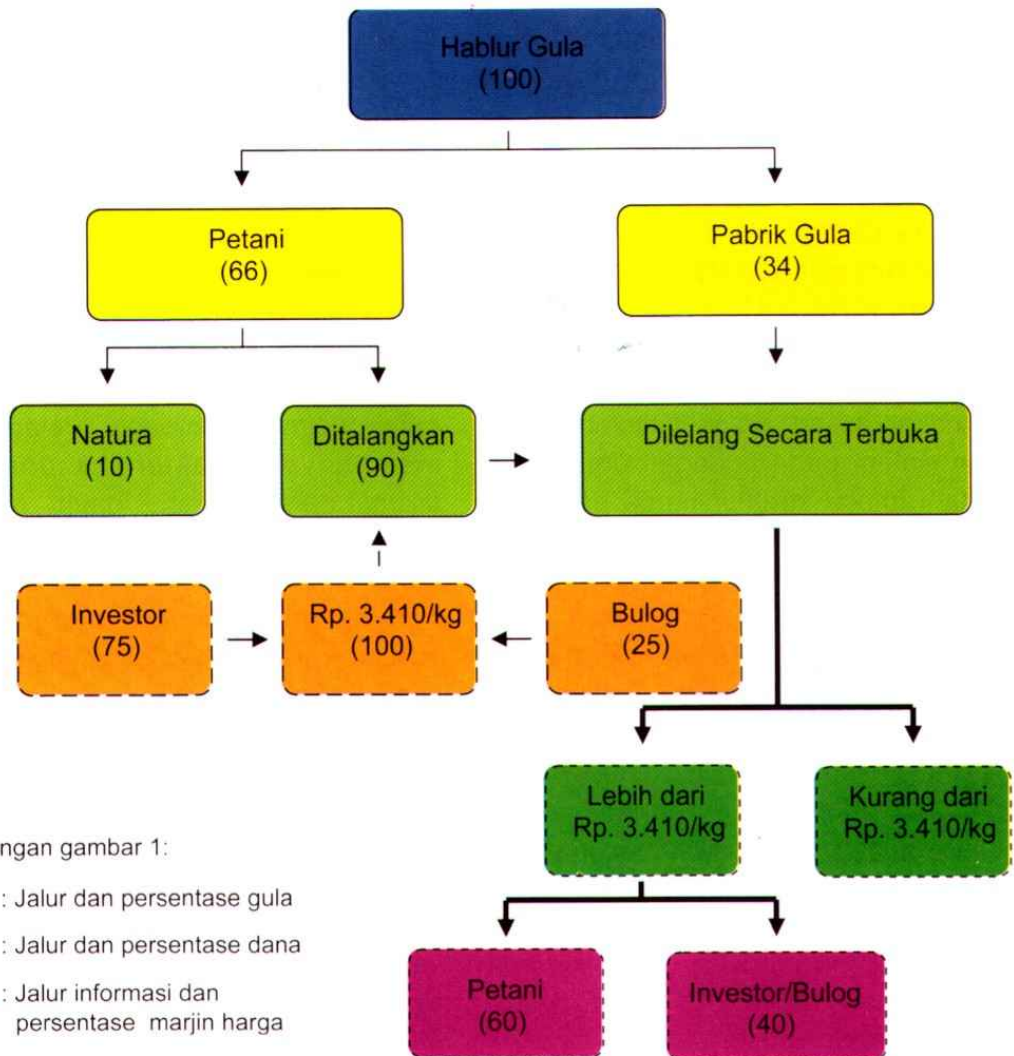 Hablur Gula
(100)
Petani
(66)
Pabrik Gula
(34)
Natura
(10)
Ditalangkan
(90)
Dilelang Secara Terbuka
Investor
(75)
Rp. 3.410/kg
(100)
Bulog
(25)
Lebih dari
Rp. 3.410/kg
Kurang dari
Rp. 3.410/kg
ngan gambar 1:
: Jalur dan persentase gula
: Jalur dan persentase dana
: Jalur informasi dan
persentase marjin harga
Petani
(60)
Investor/Bulog
(40)